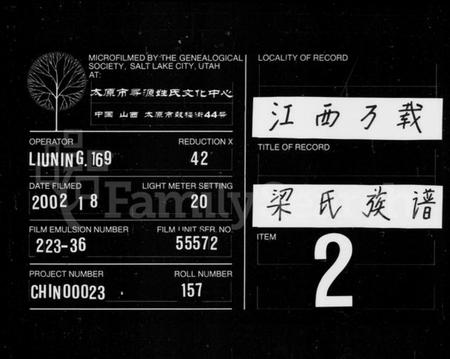 MICROFILMED BY THE GENEALOGICAL
SOCIETY, SALT LAKE CITY, UTAH
AT:
太原市寻源姓氏文化中心
中国 山西 太原市鼓楼街44号
OPERATOR
REDUCTION X
LIUNING.169
42
DATE FILMED
LIGHT METER SETTING
2002 1 8
20
FILM EMULSION NUMBER
FILM UNIT SER. NO.
223-36
55572
PROJECT NUMBER
ROLL NUMBER
CHIN00023
157
LOCALITY OF RECORD
江西万载
TITLE OF RECORD
梁氏族谱
ITEM
2
FamilySearch